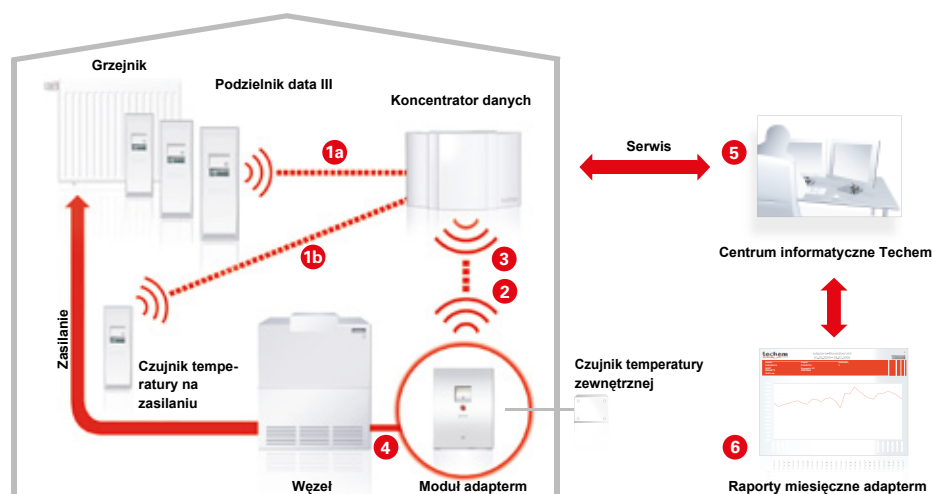 Grzejnik
Podzielnik data III
Koncentrator danych
1a
Serwis
5
1b
3
2
Centrum informatyczne Techem
Zasilanie
Czujnik tempe-
ratury na
zasilaniu
Czujnik temperatury
zewnętrznej
techem
4
6
Węzeł
Moduł adapterm
Raporty miesięczne adapterm